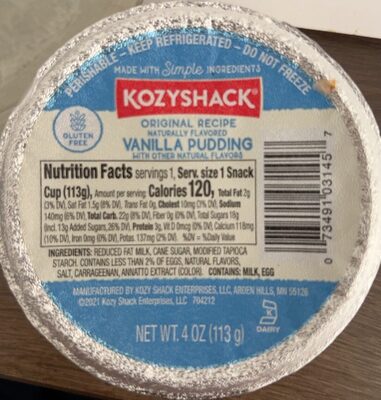 PERISHABLE - KEEP REFRIGERATED - DO NOT FREEZE
MADE WITH Simple INGREDIENTS
KOZYSHACK®
GLUTEN FREE
ORIGINAL RECIPE
NATURALLY FLAVORED
VANILLA PUDDING
WITH OTHER NATURAL FLAVORS
Nutrition Facts servings 1, Serv. size 1 Snack
Cup (113g), Amount per serving Calories 120, Total Fat 2g
(3% DV), Sat Fat 1.5g (8% DV), Trans Fat 0g, Cholest 10mg (3% DV), Sodium
140mg (6% DV), Total Carb. 22g (8% DV), Fiber 0g (0% DV), Total Sugars 18g
(Incl. 13g Added Sugars, 26% DV), Protein 3g, Vit D 0mcg (0% DV), Calcium 118mg
(10% DV), Iron 0mg (0% DV), Potas. 137mg (2% DV). %DV = %Daily Value
INGREDIENTS: REDUCED FAT MILK, CANE SUGAR, MODIFIED TAPIOCA
STARCH. CONTAINS LESS THAN 2% OF EGGS, NATURAL FLAVORS,
SALT, CARRAGEENAN, ANNATTO EXTRACT (COLOR). CONTAINS: MILK, EGG
MANUFACTURED BY KOZY SHACK ENTERPRISES, LLC, ARDEN HILLS, MN 55126
©2021 Kozy Shack Enterprises, LLC 704212
NET WT. 4 OZ (113 g)
K
DAIRY
0 73491 03145 7